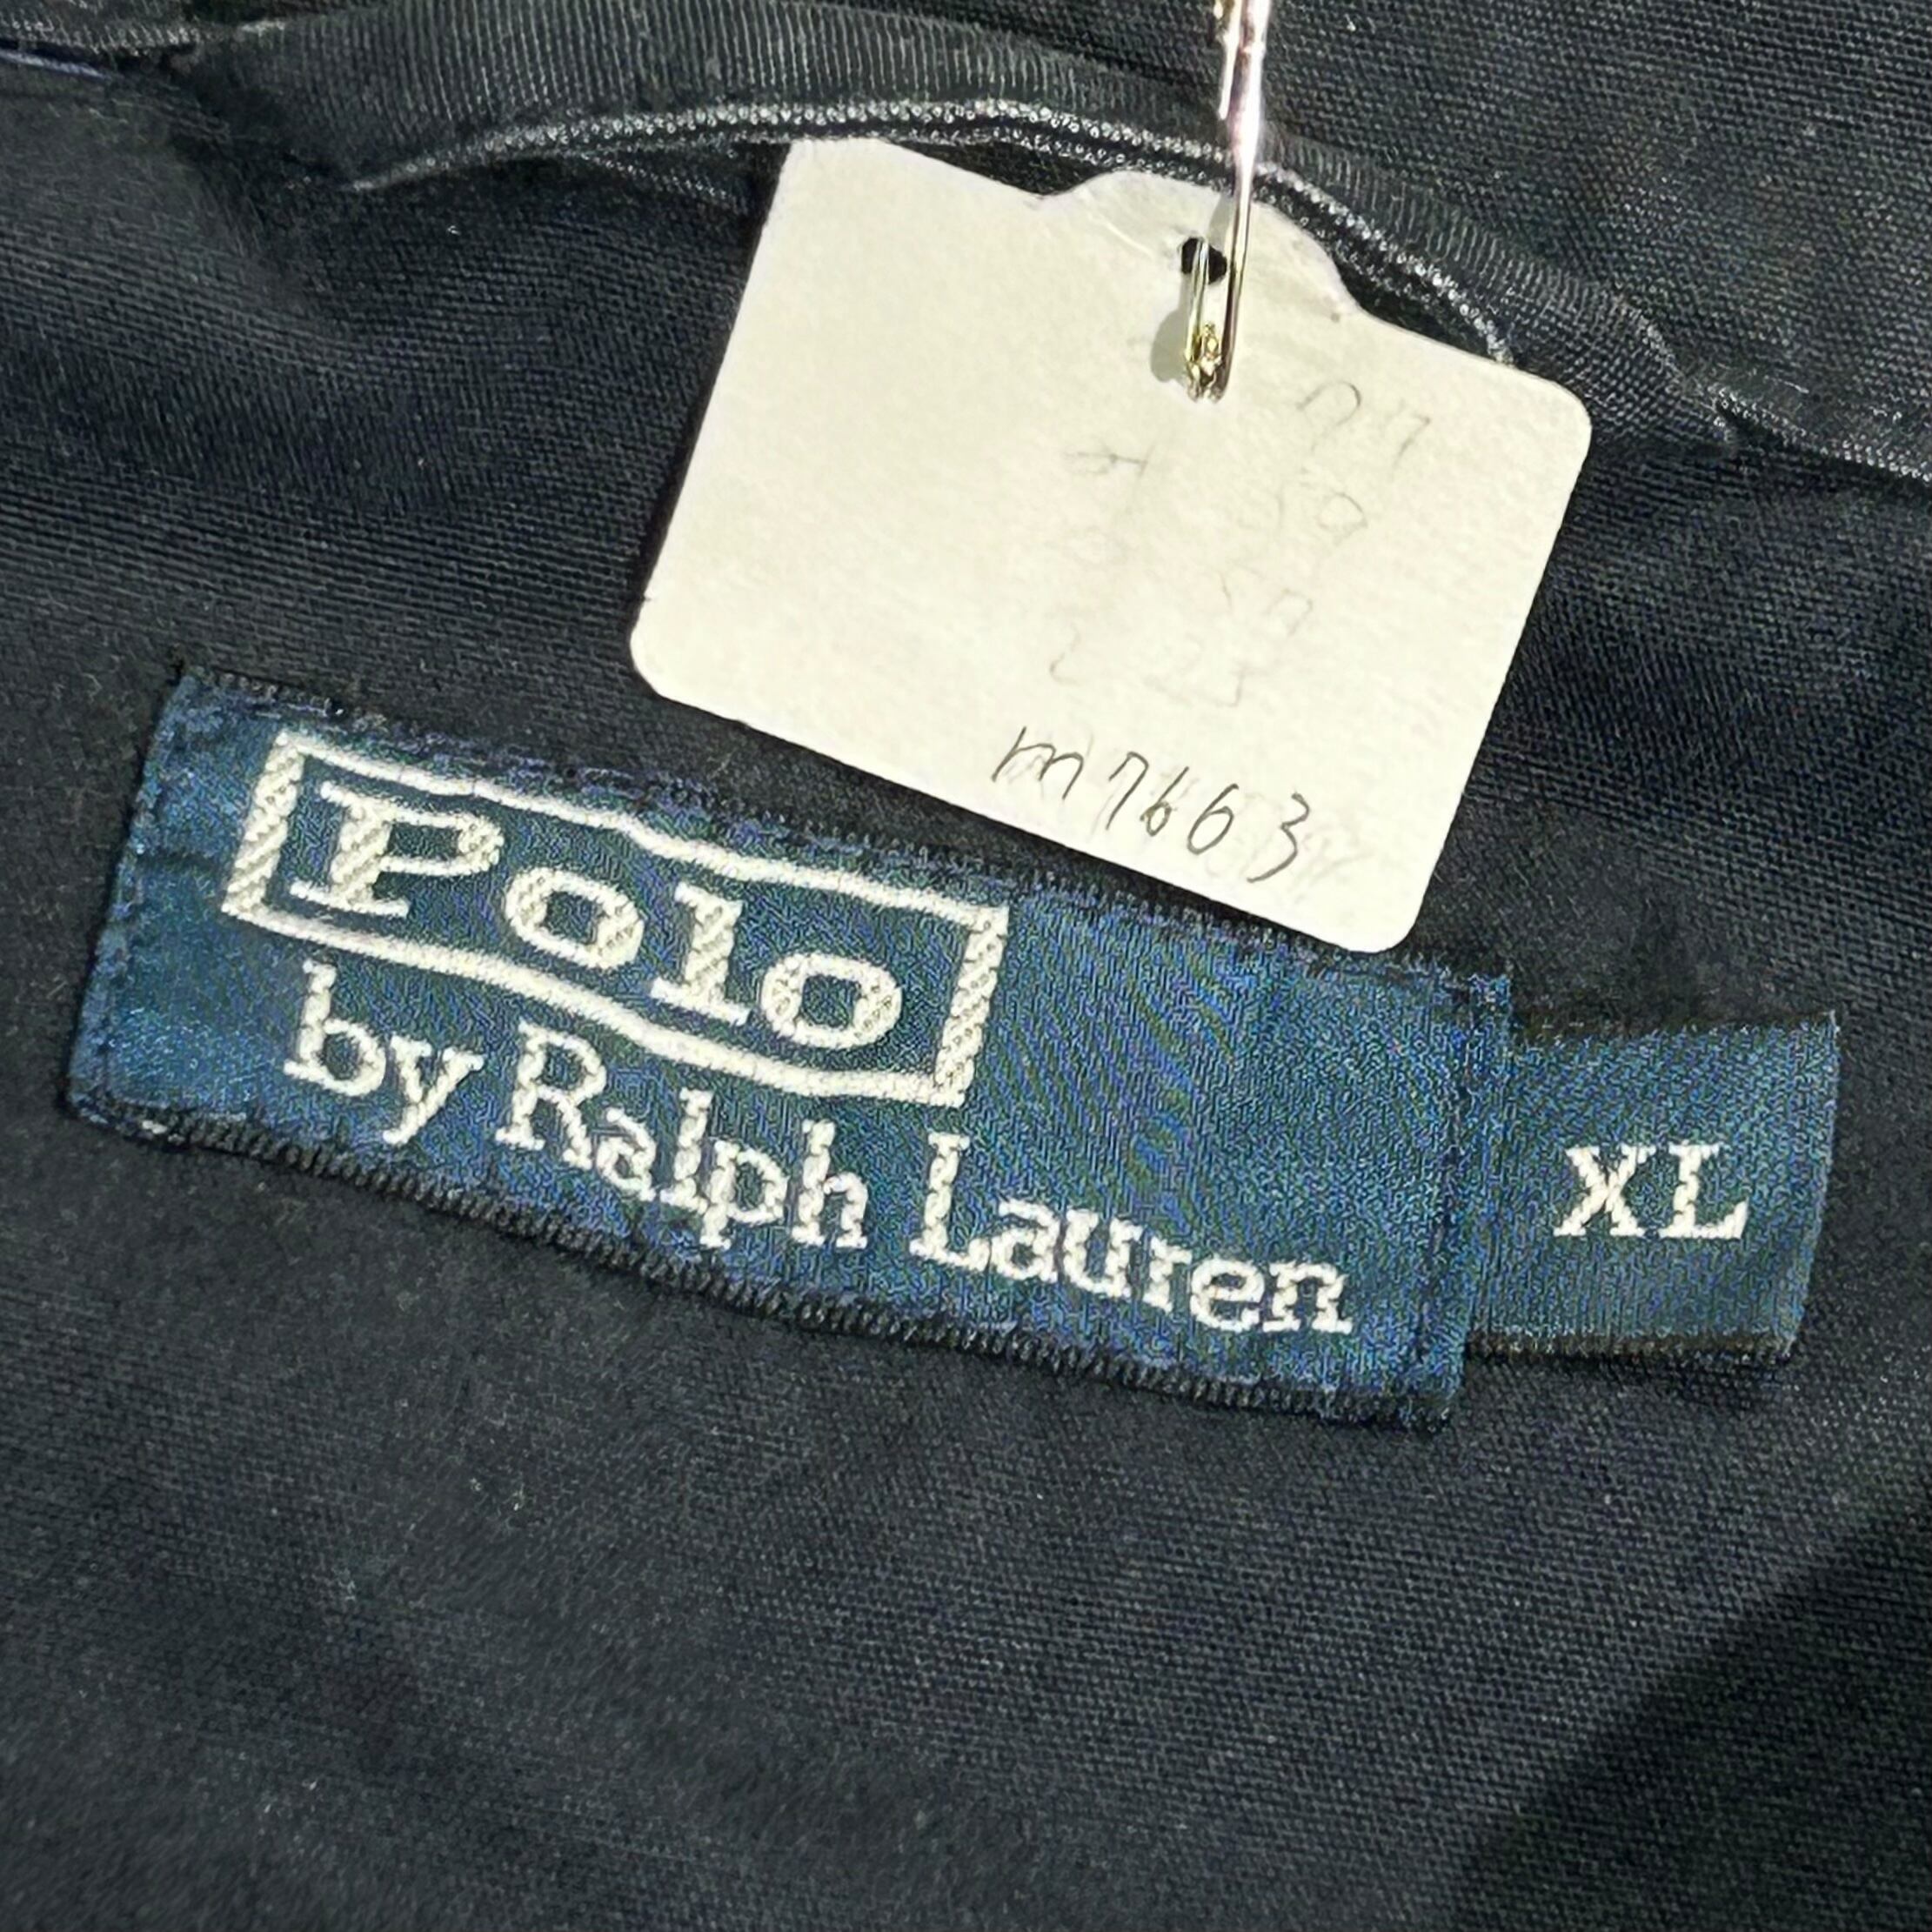 m7663
Polo
by Ralph Lauren
XL